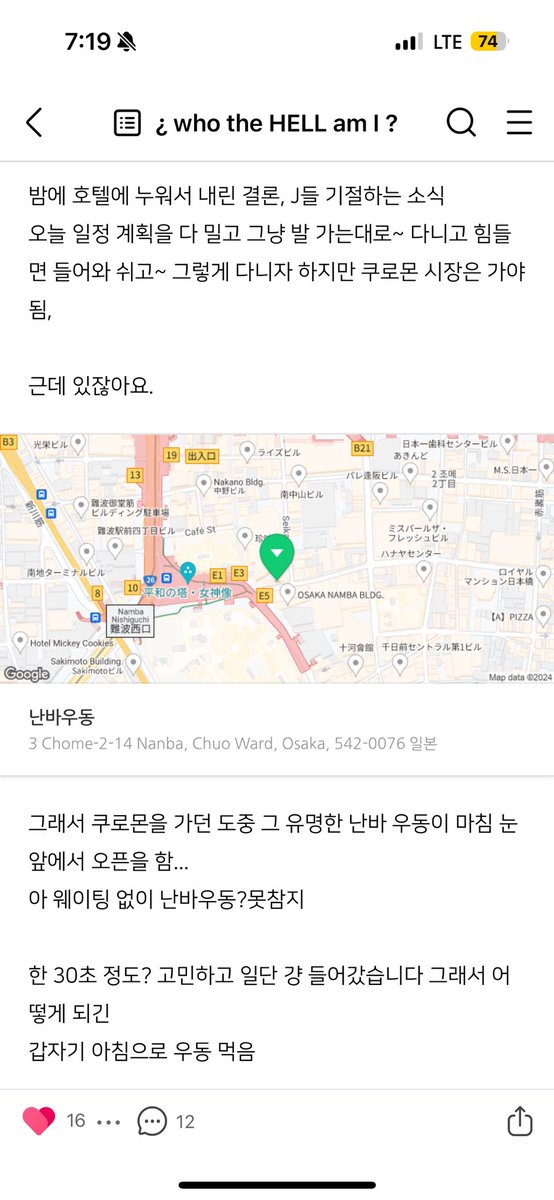 7:19
LTE 74
¿ who the HELL am I ?
밤에 호텔에 누워서 내린 결론, J들 기절하는 소식
오늘 일정 계획을 다 밀고 그냥 발 가는대로~ 다니고 힘들
면 들어와 쉬고~ 그렇게 다니자 하지만 쿠로몬 시장은 가야
됨,
근데 있잖아요.
B3
光栄ビル
19 出入口
ライズビル
B21
日本一歯科センタービル
あきんど
13
Nakano Bldg.
中野ビル
南中山ビル
パレ逢阪ビル
2 조메
2丁目
M.S.日本一
新川筋
難波御堂筋
ビルディング駐車場
難波駅前四丁目ビル
Café St
ミスパールザ・
フレッシュビル
ハナヤセンター
南地ターミナルビル
8
10
26
E1
E3
E5
平和の塔・女神像
OSAKA NAMBA BLDG.
ロイヤル
マンション日本橋
Namba
Nishiguchi
難波西口
【A】PIZZA
Hotel Mickey Cookies
Sakimoto Building.
Sakimotoビル
十河會館
千日前セントラル第1ビル
Google
Map data ©2024
난바우동
3 Chome-2-14 Nanba, Chuo Ward, Osaka, 542-0076 일본
그래서 쿠로몬을 가던 도중 그 유명한 난바 우동이 마침 눈
앞에서 오픈을 함...
아 웨이팅 없이 난바우동?못참지
한 30초 정도? 고민하고 일단 걍 들어갔습니다 그래서 어
떻게 되긴
갑자기 아침으로 우동 먹음
16
12